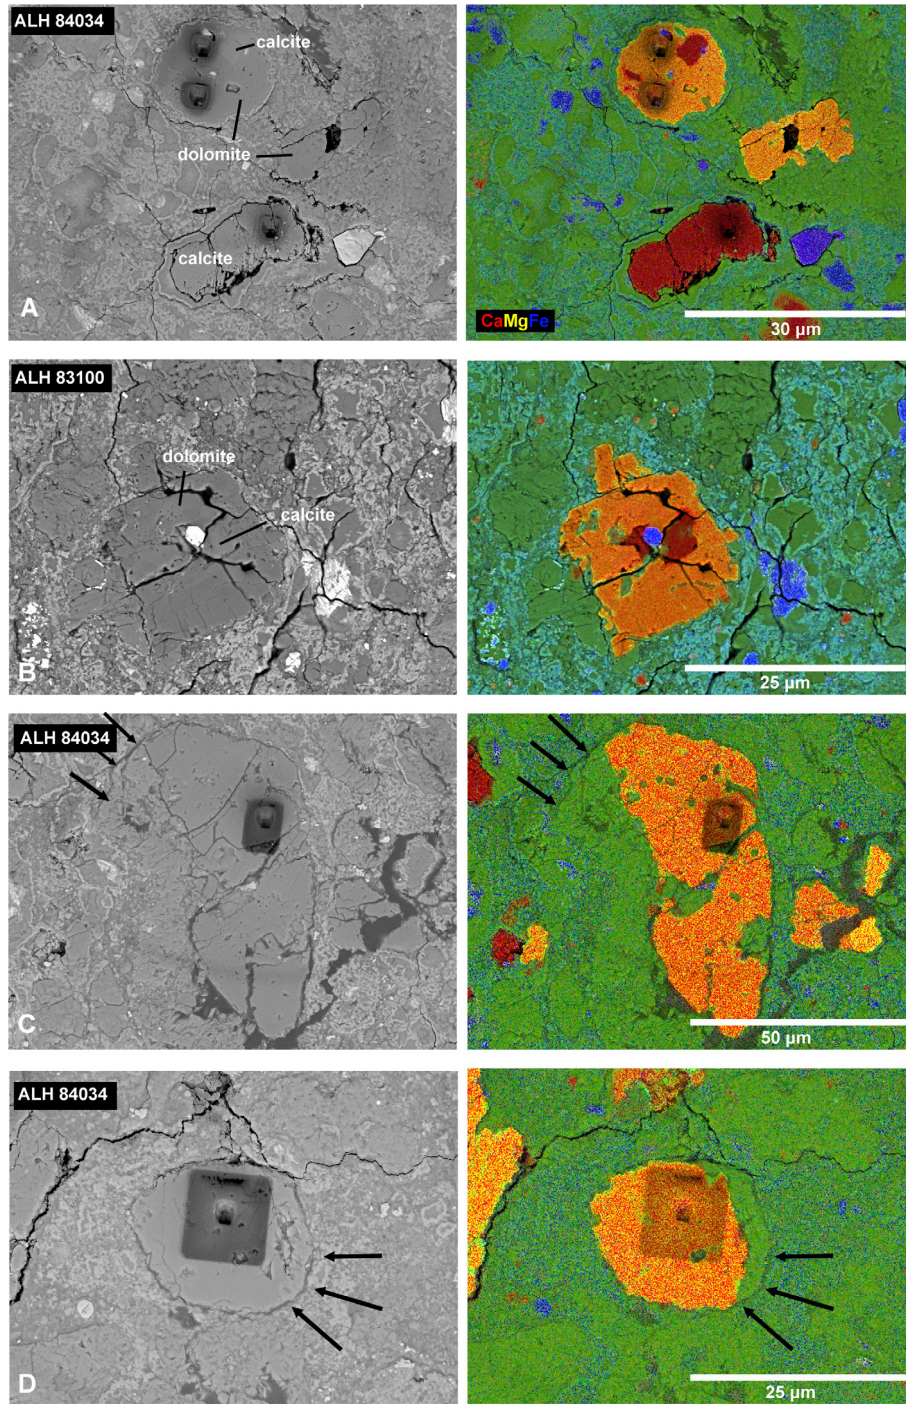 ALH 84034
calcite
dolomite
calcite
A
CaMgFe
30 µm
ALH 83100
dolomite
calcite
B
25 µm
ALH 84034
C
50 µm
ALH 84034
D
25 µm